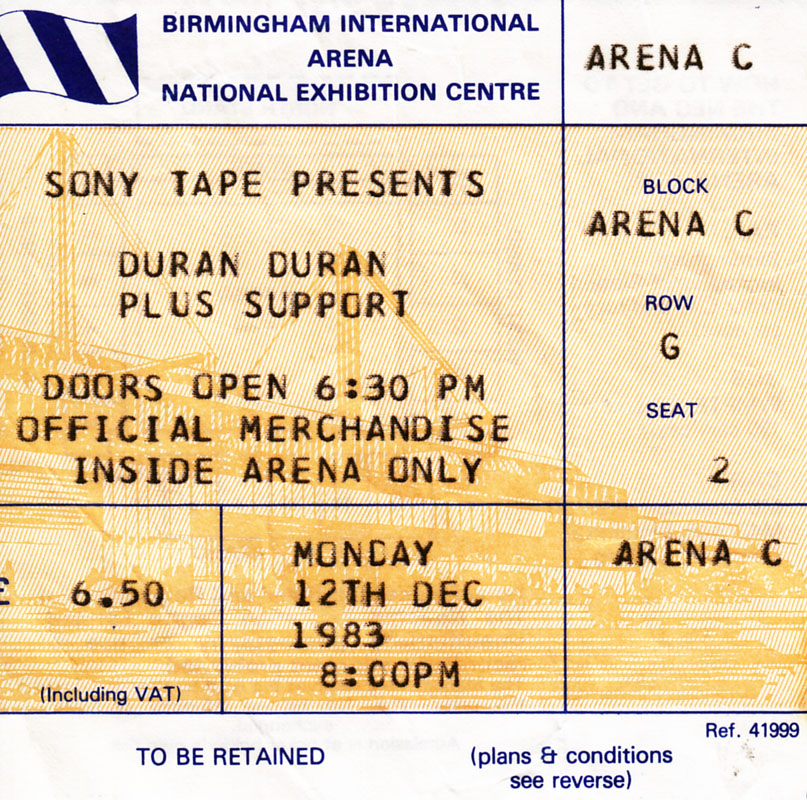 BIRMINGHAM INTERNATIONAL
ARENA
NATIONAL EXHIBITION CENTRE
ARENA C
SONY TAPE PRESENTS
DURAN DURAN
PLUS SUPPORT
DOORS OPEN 6:30 PM
OFFICIAL MERCHANDISE
INSIDE ARENA ONLY
BLOCK
ARENA C
ROW
G
SEAT
2
£ 6.50
(Including VAT)
MONDAY
12TH DEC
1983
8:00PM
ARENA C
Ref. 41999
TO BE RETAINED
(plans & conditions
see reverse)